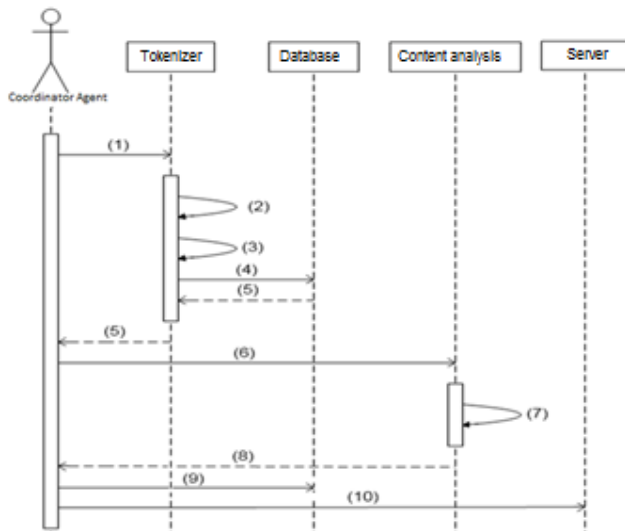 Tokenizer
Database
Content analysis
Server
Coordinator Agent
(1)
(2)
(3)
(4)
(5)
(5)
(6)
(7)
(8)
(9)
(10)